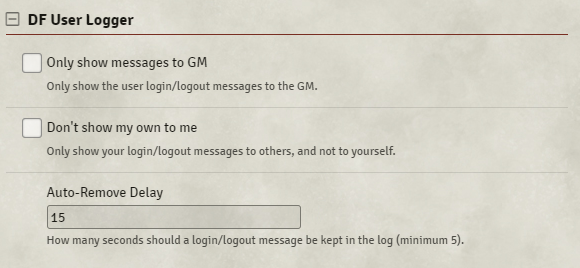 DF User Logger
Only show messages to GM
Only show the user login/logout messages to the GM.
Don't show my own to me
Only show your login/logout messages to others, and not to yourself.
Auto-Remove Delay
15
How many seconds should a login/logout message be kept in the log (minimum 5).